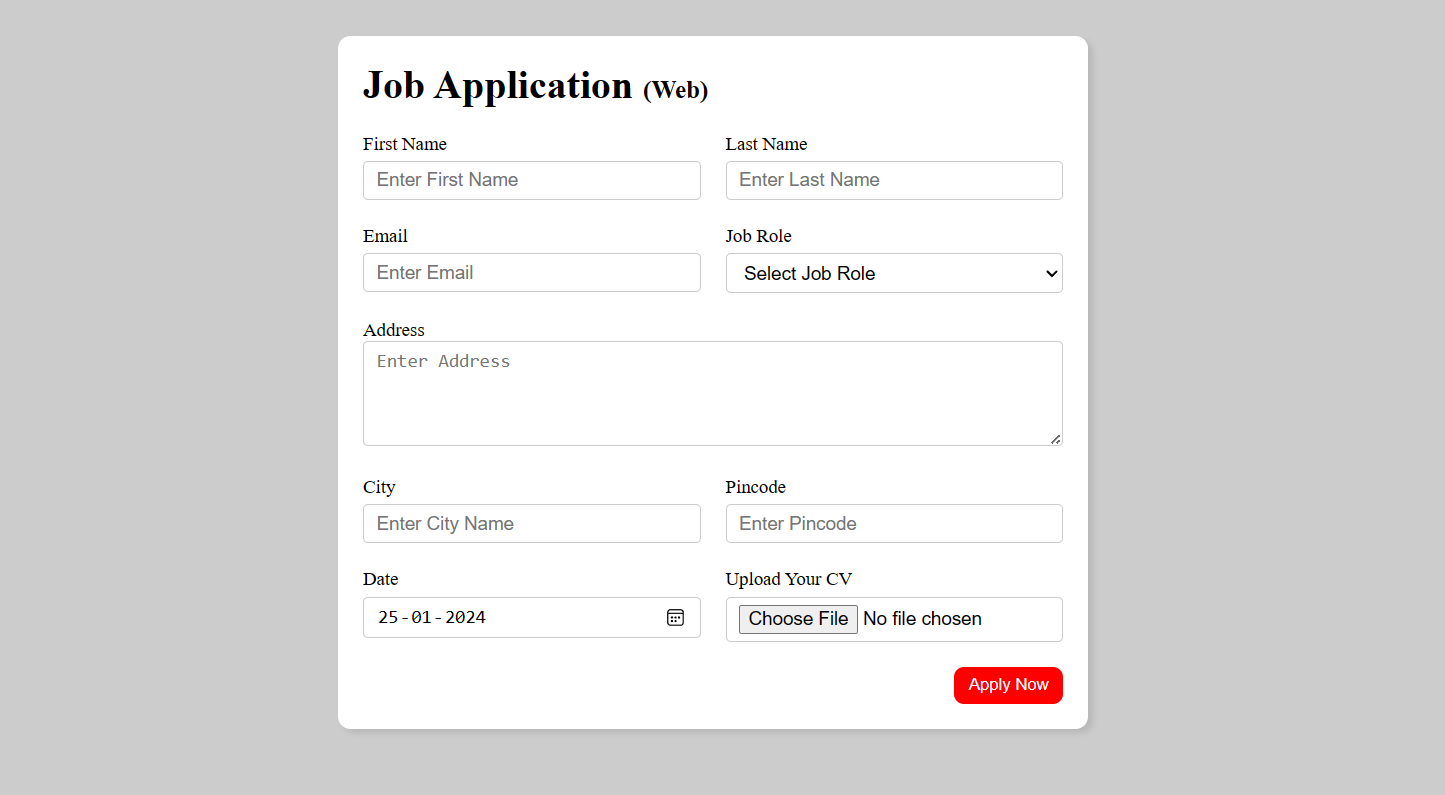 Job Application (Web)
First Name
Last Name
Enter First Name
Enter Last Name
Email
Job Role
Enter Email
Select Job Role
Address
Enter Address
City
Pincode
Enter City Name
Enter Pincode
Date
Upload Your CV
25-01-2024
Choose File No file chosen
Apply Now